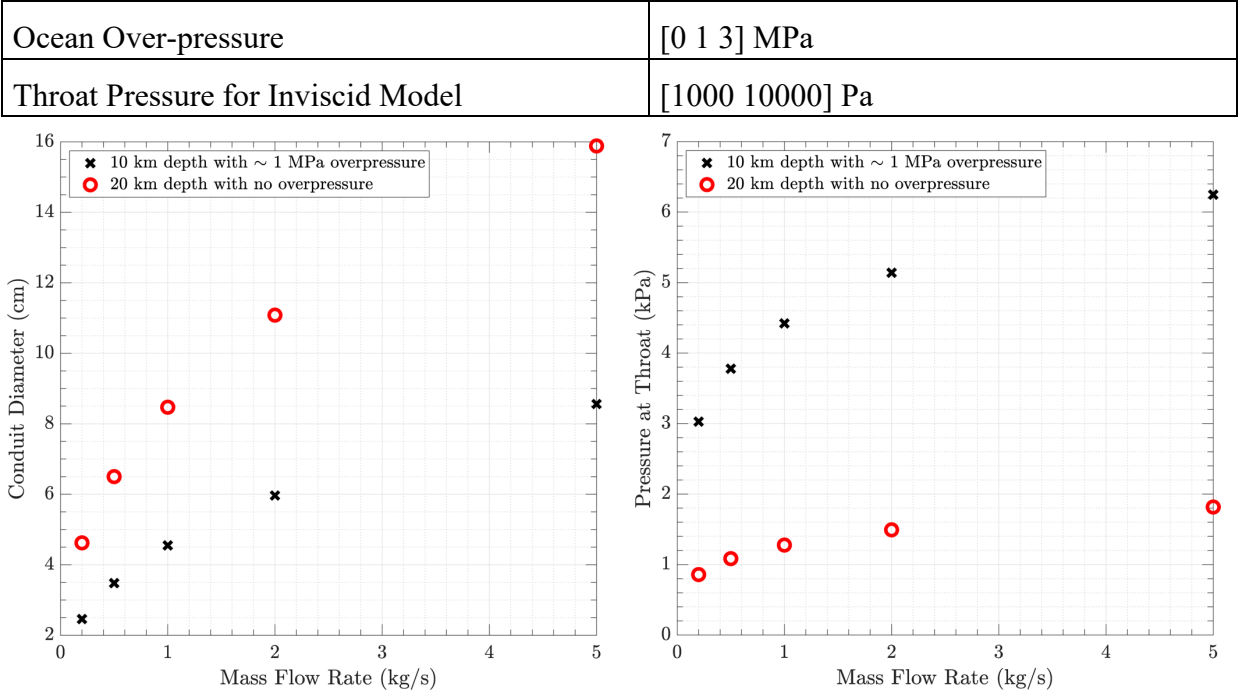 Ocean Over-pressure [0 1 3] MPa
Throat Pressure for Inviscid Model [1000 10000] Pa
16
14
12
10
8
6
4
2
Conduit Diameter (cm)
× 10 km depth with ~ 1 MPa overpressure
20 km depth with no overpressure
0 1 2 3 4 5
Mass Flow Rate (kg/s)
7
6
5
4
3
2
1
0
Pressure at Throat (kPa)
× 10 km depth with ~ 1 MPa overpressure
20 km depth with no overpressure
0 1 2 3 4 5
Mass Flow Rate (kg/s)